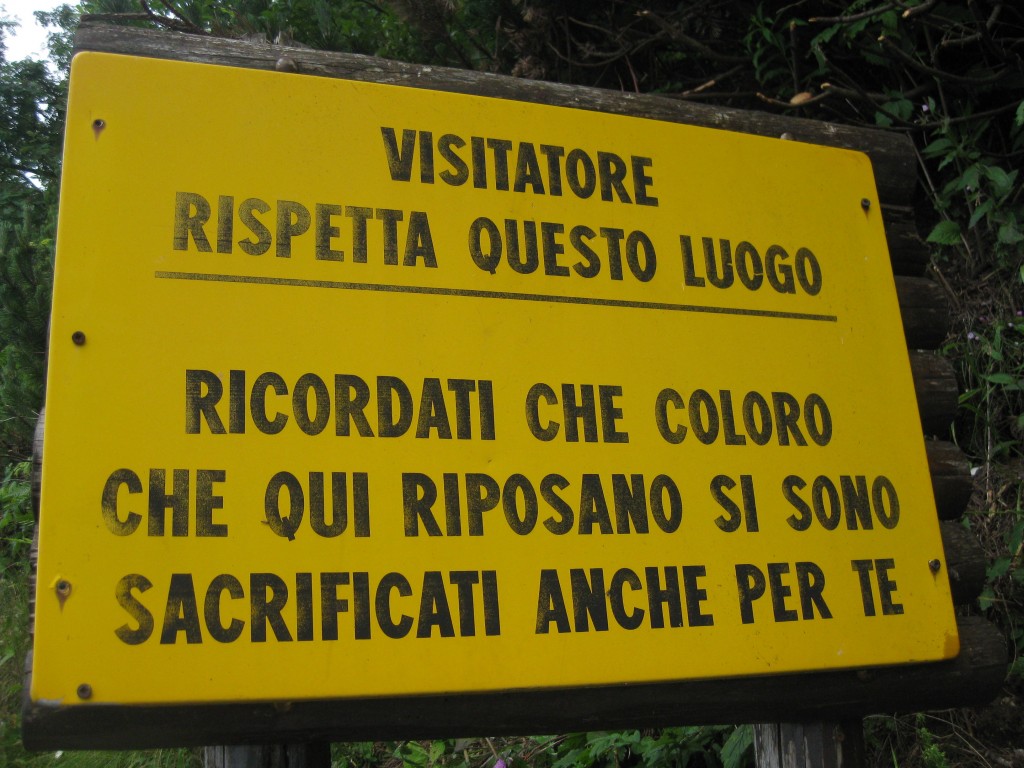 VISITATORE
RISPETTA QUESTO LUOGO
RICORDATI CHE COLORO
CHE QUI RIPOSANO SI SONO
SACRIFICATI ANCHE PER TE